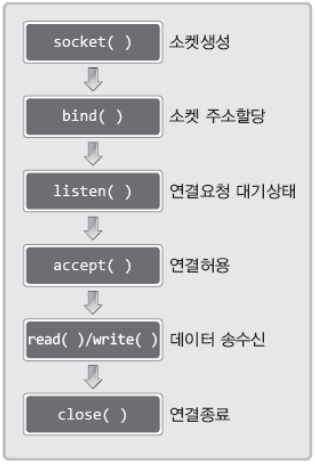 socket( ) 소켓생성
bind( ) 소켓 주소할당
listen( ) 연결요청 대기상태
accept( ) 연결허용
read( )/write( ) 데이터 송수신
close( ) 연결종료